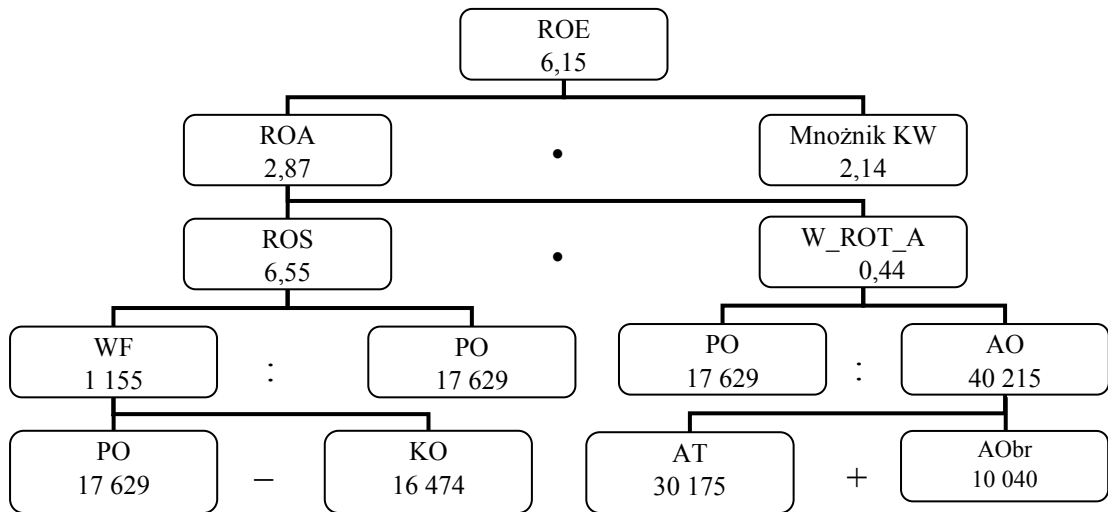 ROE
6,15
ROA
2,87
•
Mnożnik KW
2,14
ROS
6,55
•
W_ROT_A
0,44
WF
1 155
:
PO
17 629
PO
17 629
:
AO
40 215
PO
17 629
–
KO
16 474
AT
30 175
+
AObr
10 040